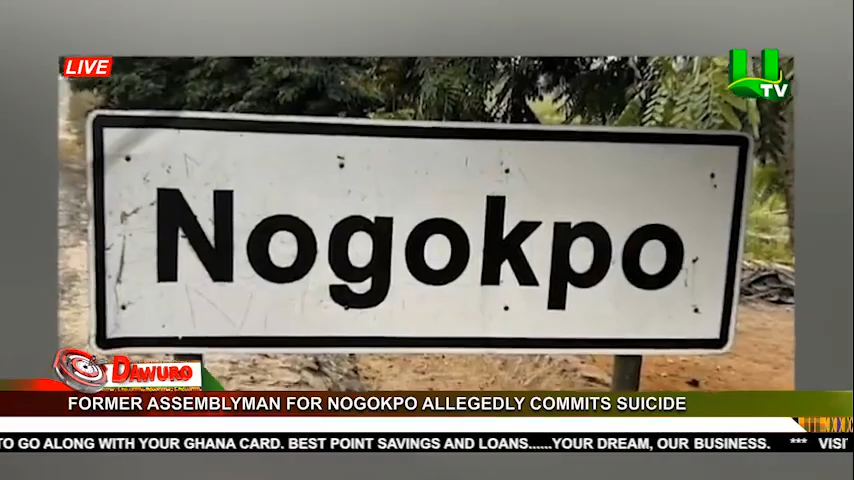 LIVE
U
TV
Nogokpo
DAWURO
FORMER ASSEMBLYMAN FOR NOGOKPO ALLEGEDLY COMMITS SUICIDE
TO GO ALONG WITH YOUR GHANA CARD. BEST POINT SAVINGS AND LOANS......YOUR DREAM, OUR BUSINESS. *** VISIT